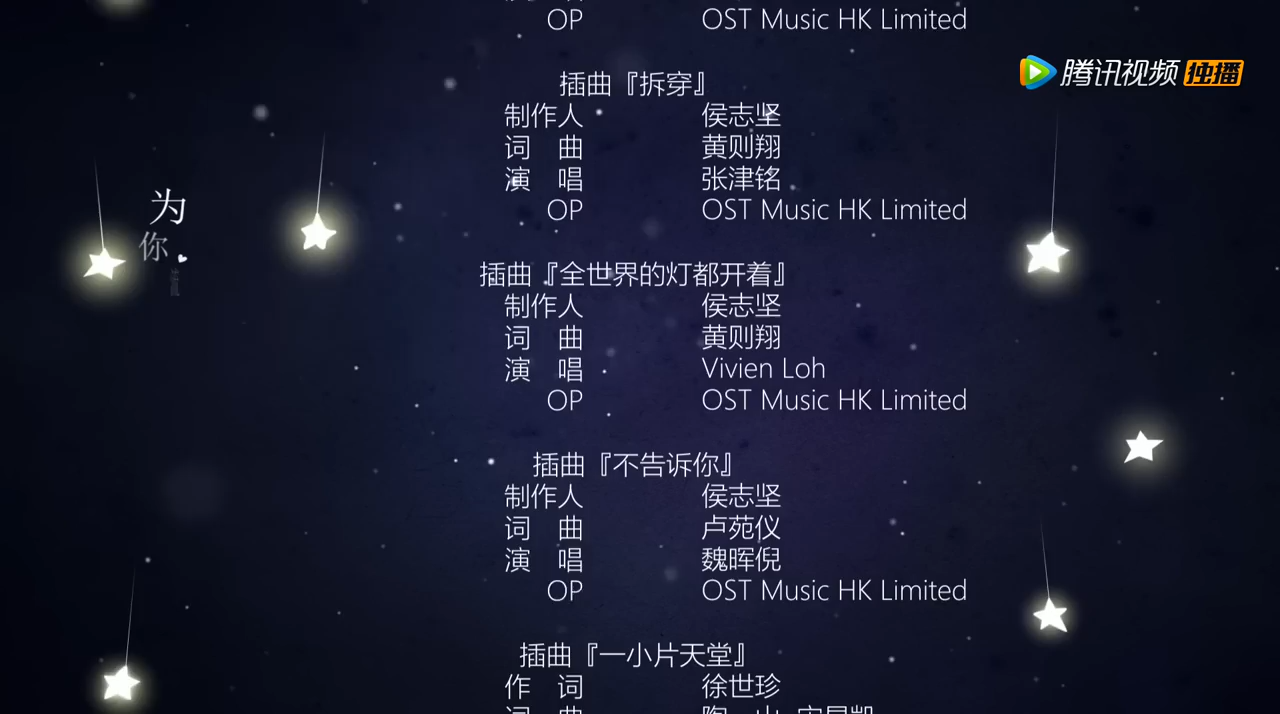 OP OST Music HK Limited
腾讯视频 独播
插曲『拆穿』
制作人 侯志坚
词 曲 黄则翔
演 唱 张津铭
OP OST Music HK Limited
为
你
插曲『全世界的灯都开着』
制作人 侯志坚
词 曲 黄则翔
演 唱 Vivien Loh
OP OST Music HK Limited
插曲『不告诉你』
制作人 侯志坚
词 曲 卢苑仪
演 唱 魏晖倪
OP OST Music HK Limited
插曲『一小片天堂』
作 词 徐世珍